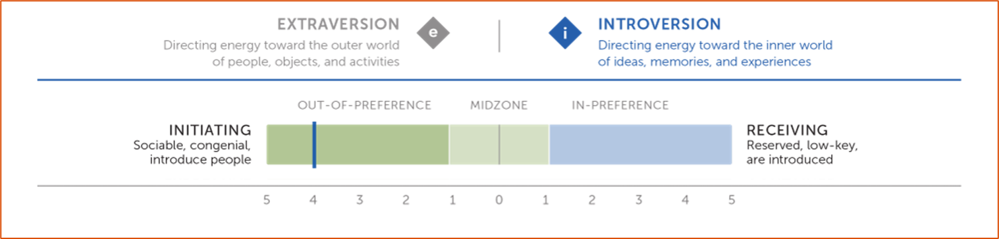 EXTRAVERSION
Directing energy toward the outer world
of people, objects, and activities
e
i
INTROVERSION
Directing energy toward the inner world
of ideas, memories, and experiences
OUT-OF-PREFERENCE MIDZONE IN-PREFERENCE
INITIATING
Sociable, congenial,
introduce people
RECEIVING
Reserved, low-key,
are introduced
5 4 3 2 1 0 1 2 3 4 5